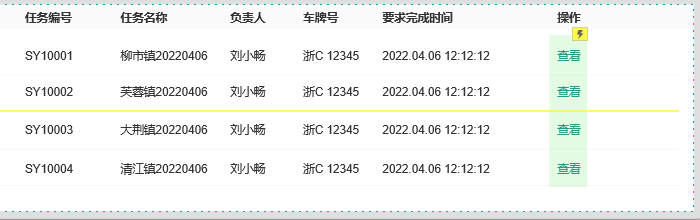 任务编号 任务名称 负责人 车牌号 要求完成时间 操作
SY10001 柳市镇20220406 刘小畅 浙C 12345 2022.04.06 12:12:12 查看
SY10002 芙蓉镇20220406 刘小畅 浙C 12345 2022.04.06 12:12:12 查看
SY10003 大荆镇20220406 刘小畅 浙C 12345 2022.04.06 12:12:12 查看
SY10004 清江镇20220406 刘小畅 浙C 12345 2022.04.06 12:12:12 查看